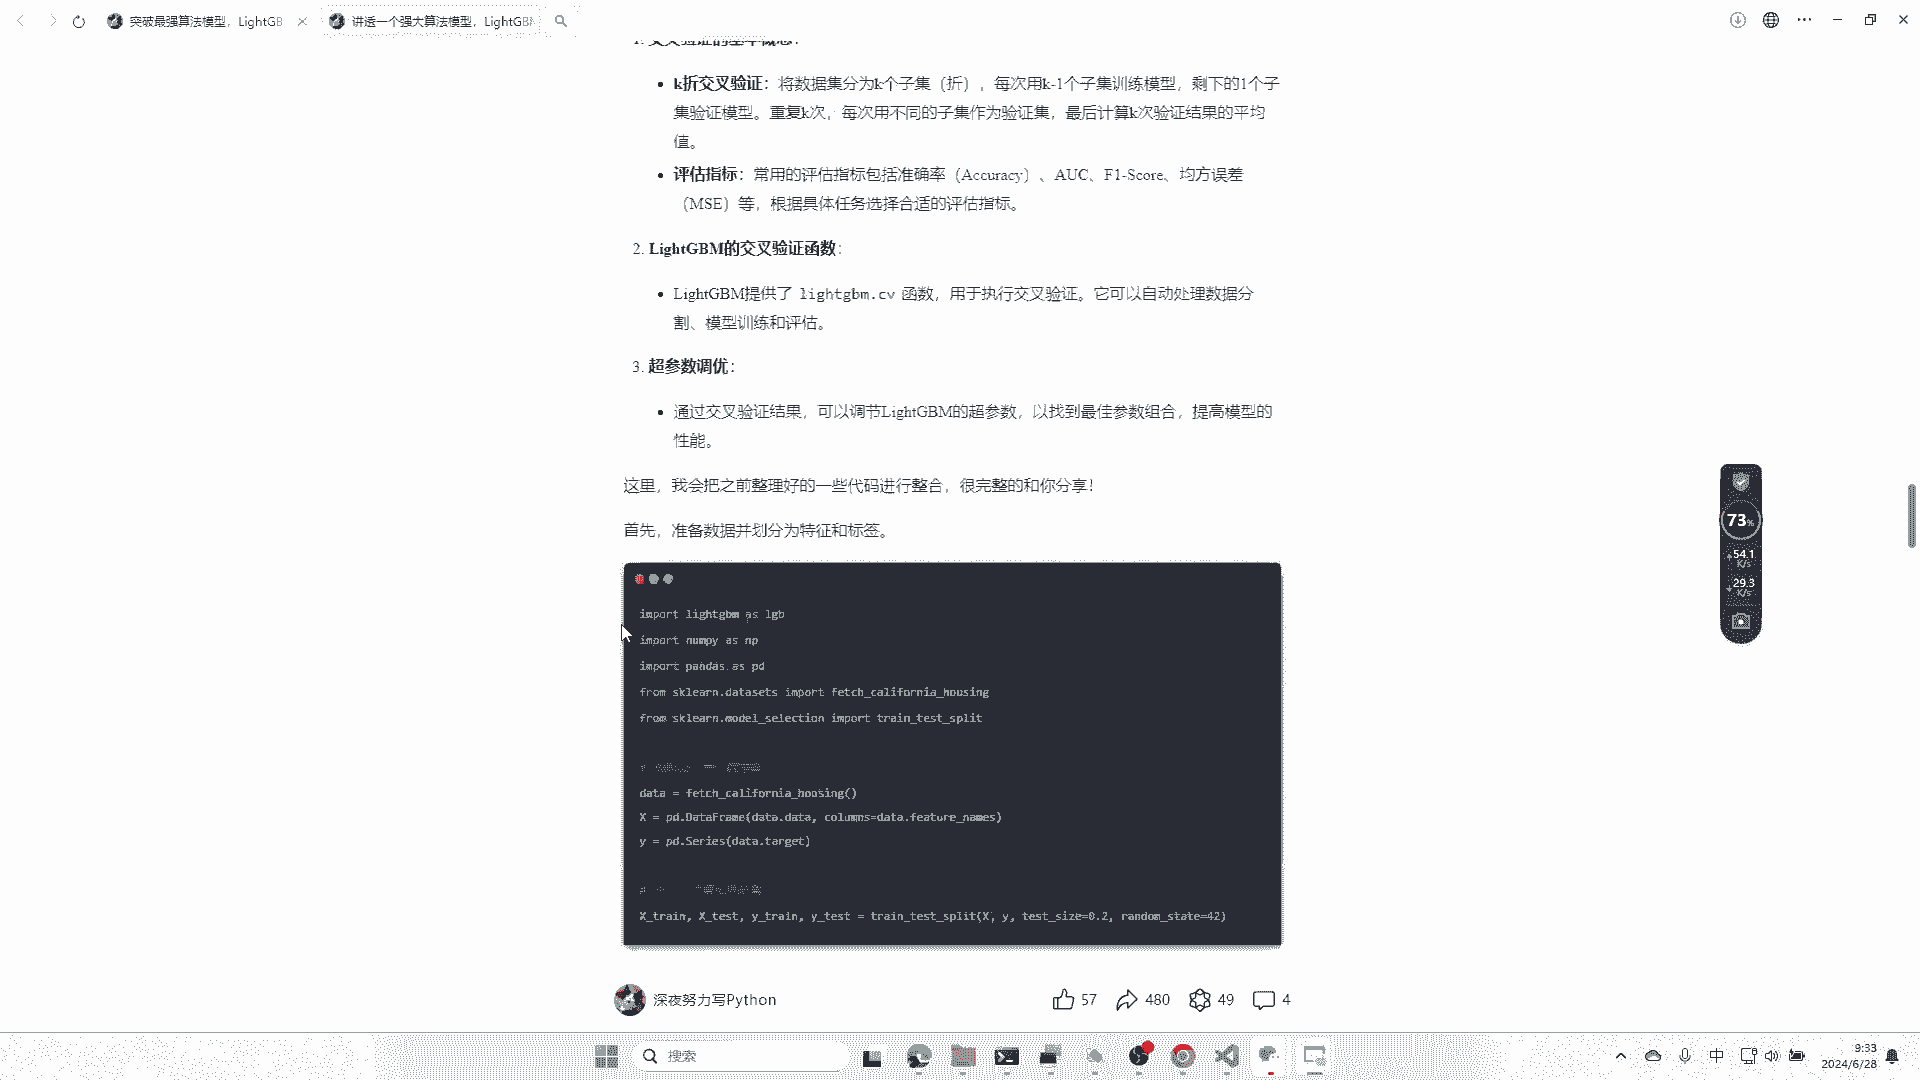 突破最强算法模型，LightGB
讲透一个强大算法模型，LightGBM
1. 交叉验证的基本概念：
k折交叉验证：将数据集分为k个子集（折），每次用k-1个子集训练模型，剩下的1个子
集验证模型。重复k次，每次用不同的子集作为验证集，最后计算k次验证结果的平均
值。
评估指标：常用的评估指标包括准确率（Accuracy）、AUC、F1-Score、均方误差
（MSE）等，根据具体任务选择合适的评估指标。
2. LightGBM的交叉验证函数：
LightGBM提供了 lightgbm.cv 函数，用于执行交叉验证。它可以自动处理数据分
割、模型训练和评估。
3. 超参数调优：
通过交叉验证结果，可以调节LightGBM的超参数，以找到最佳参数组合，提高模型的
性能。
这里，我会把之前整理好的一些代码进行整合，很完整的和你分享！
首先，准备数据并划分为特征和标签。
import lightgbm as lgb
import numpy as np
import pandas as pd
from sklearn.datasets import fetch_california_housing
from sklearn.model_selection import train_test_split
data = fetch_california_housing()
X = pd.DataFrame(data.data, columns=data.feature_names)
y = pd.Series(data.target)
X_train, X_test, y_train, y_test = train_test_split(X, y, test_size=0.2, random_state=42)
73%
54.1
K/s
29.3
K/s
深夜努力写Python
57
480
49
4
搜索
中
9:33
2024/6/28